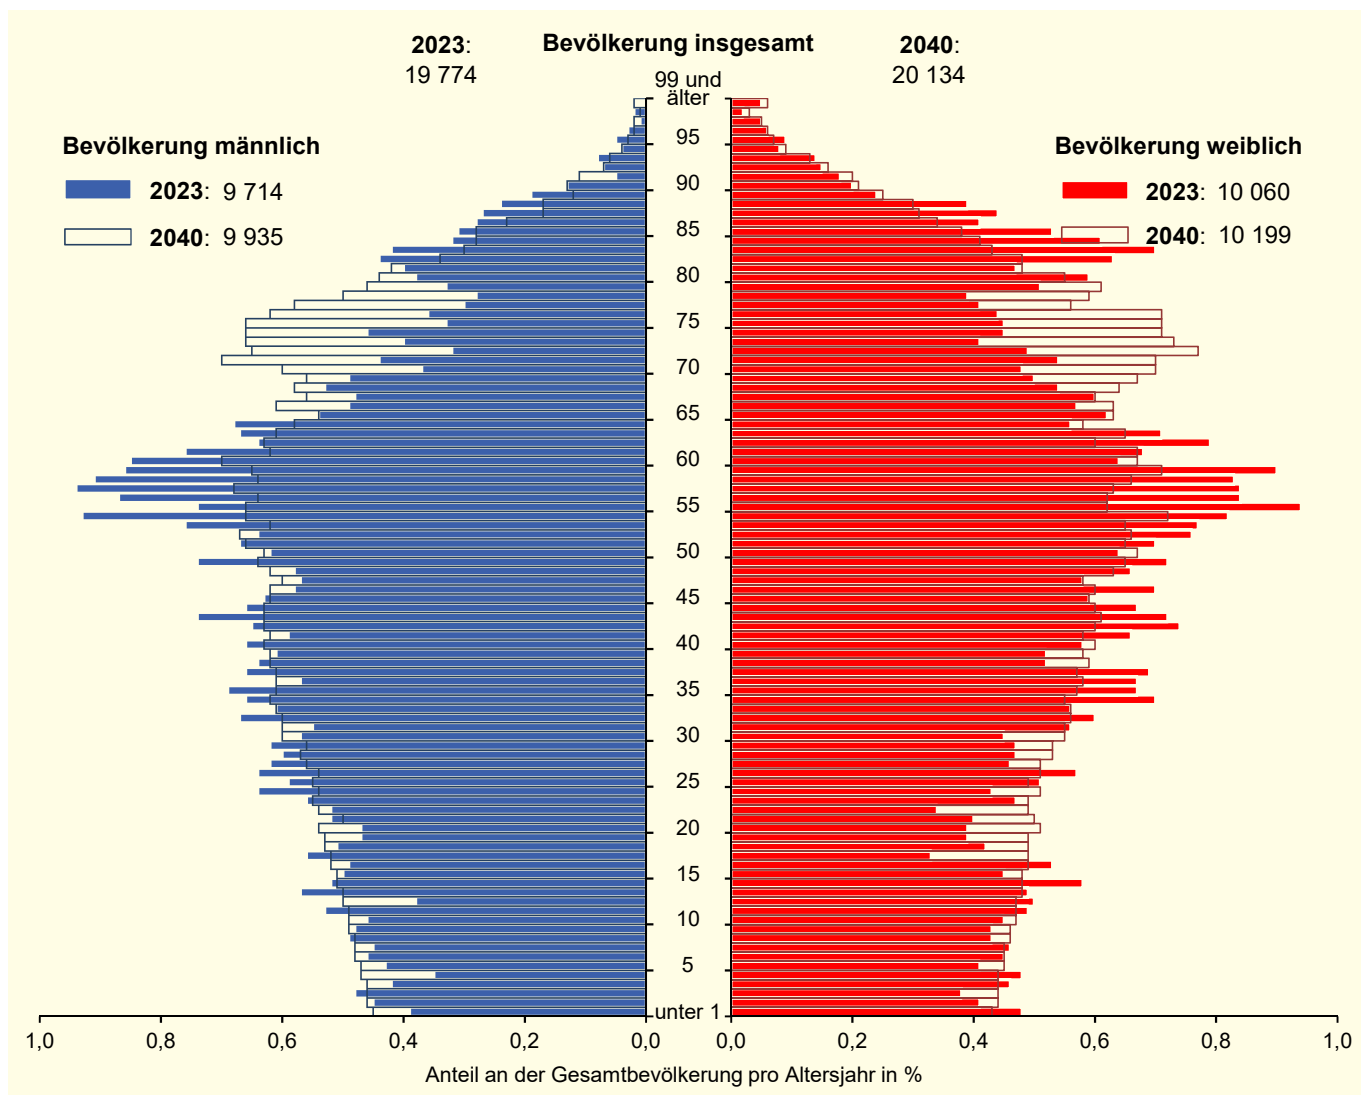 2023:
Bevölkerung insgesamt
2040:
19 774
20 134
99 und
älter
Bevölkerung männlich
2023: 9 714
2040: 9 935
Bevölkerung weiblich
2023: 10 060
2040: 10 199
95
90
85
80
75
70
65
60
55
50
45
40
35
30
25
20
15
10
5
unter 1
1,0 0,8 0,6 0,4 0,2 0,0 0,0 0,2 0,4 0,6 0,8 1,0
Anteil an der Gesamtbevölkerung pro Altersjahr in %